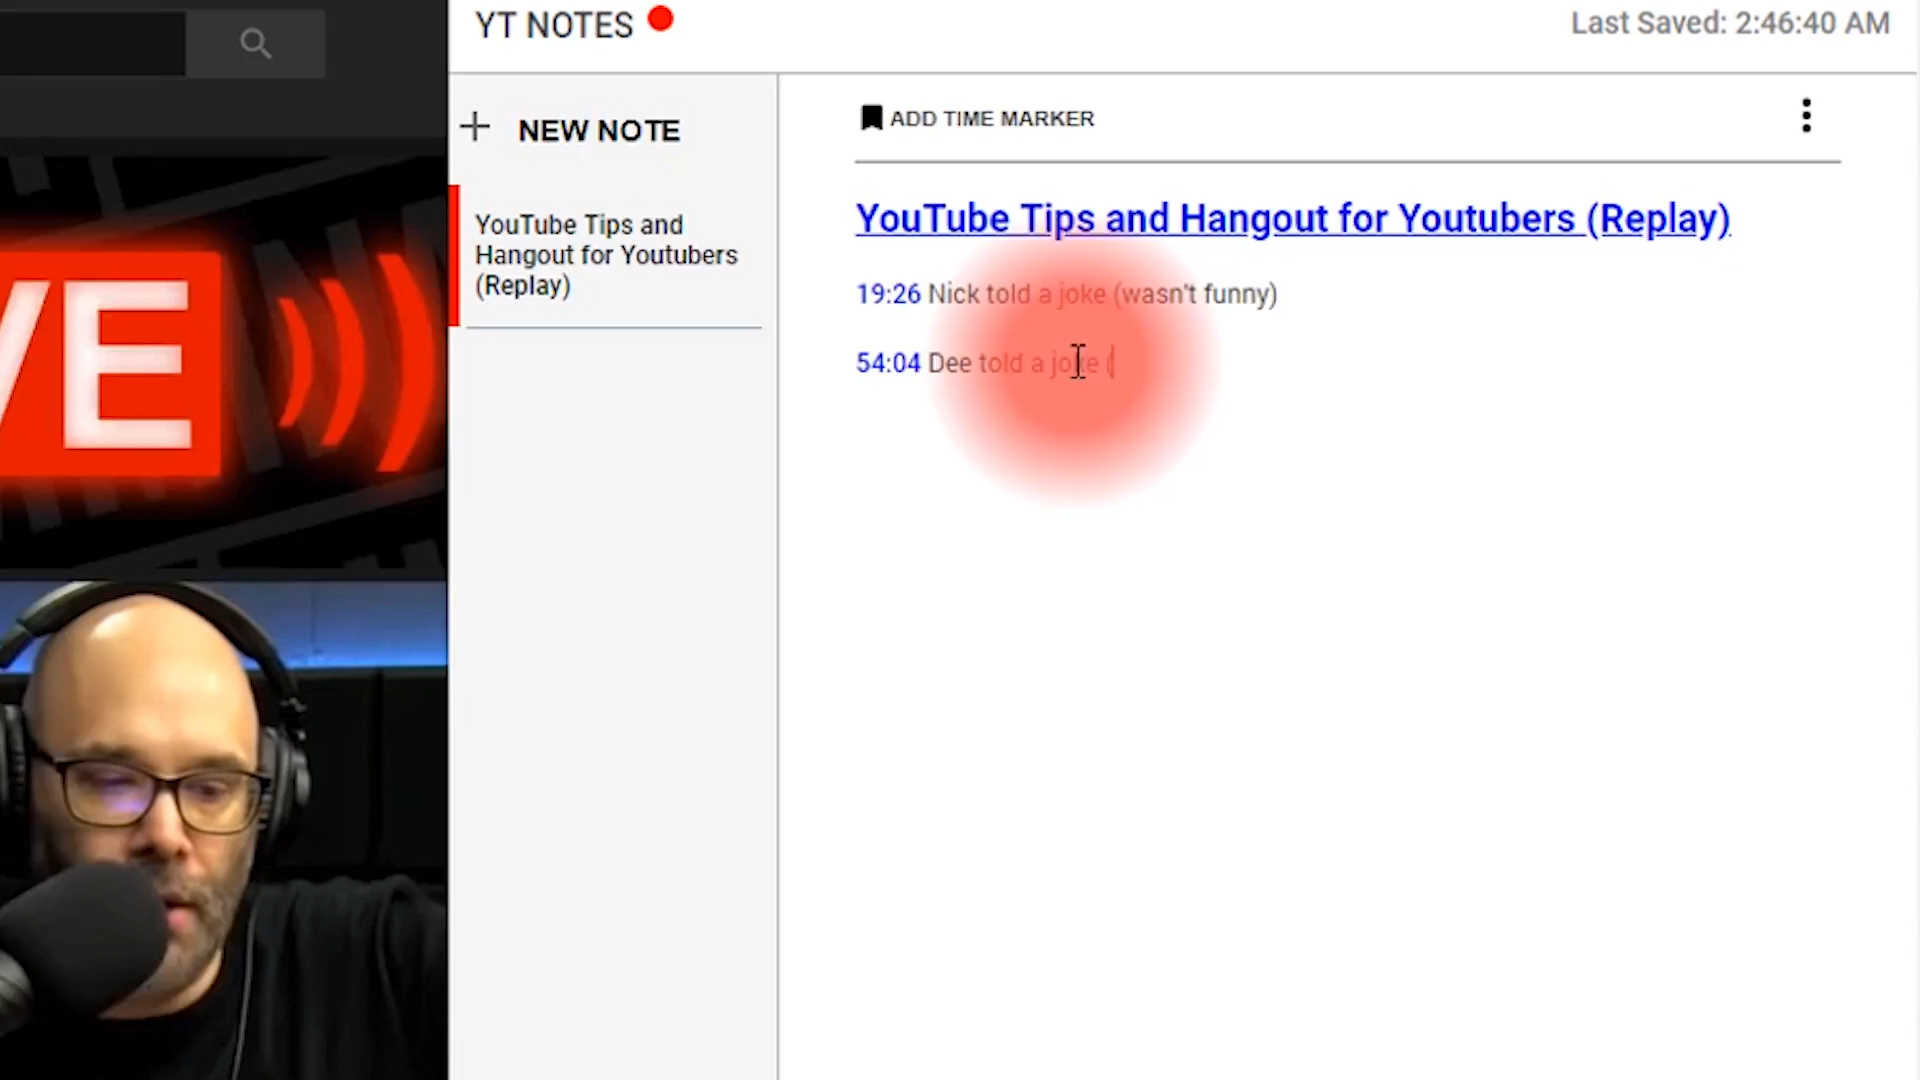 YT NOTES
Last Saved: 2:46:40 AM
NEW NOTE
ADD TIME MARKER
YouTube Tips and
Hangout for Youtubers
(Replay)
YouTube Tips and Hangout for Youtubers (Replay)
19:26 Nick told a joke (wasn't funny)
54:04 Dee told a joke (
VE